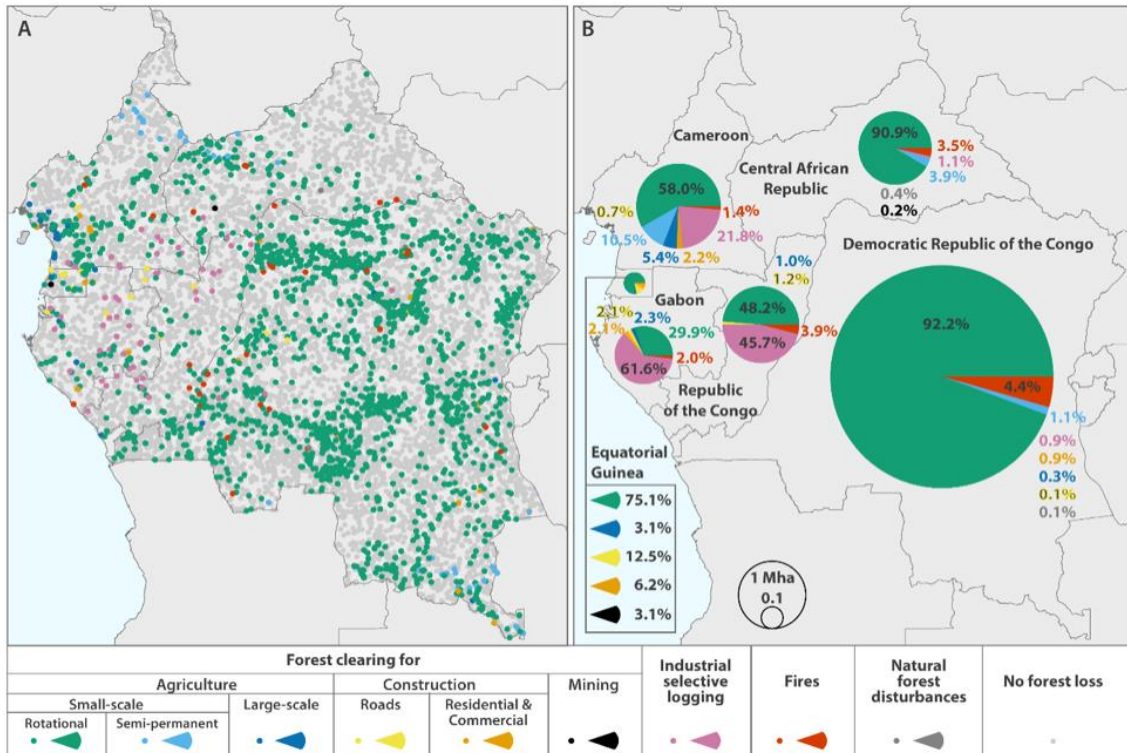 A
B
Cameroon
58.0%
0.7%
10.5%
5.4%
2.2%
21.8%
1.4%
Central African
Republic
90.9%
3.5%
1.1%
3.9%
0.4%
0.2%
Democratic Republic of the Congo
92.2%
4.4%
1.1%
0.9%
0.9%
0.3%
0.1%
0.1%
Gabon
2.1%
2.3%
2.1%
29.9%
61.6%
2.0%
1.0%
1.2%
48.2%
45.7%
3.9%
Republic
of the Congo
Equatorial
Guinea
75.1%
3.1%
12.5%
6.2%
3.1%
1 Mha
0.1
Forest clearing for
Agriculture
Construction
Mining
Industrial
selective
logging
Fires
Natural
forest
disturbances
No forest loss
Small-scale
Large-scale
Roads
Residential &
Commercial
Rotational
Semi-permanent